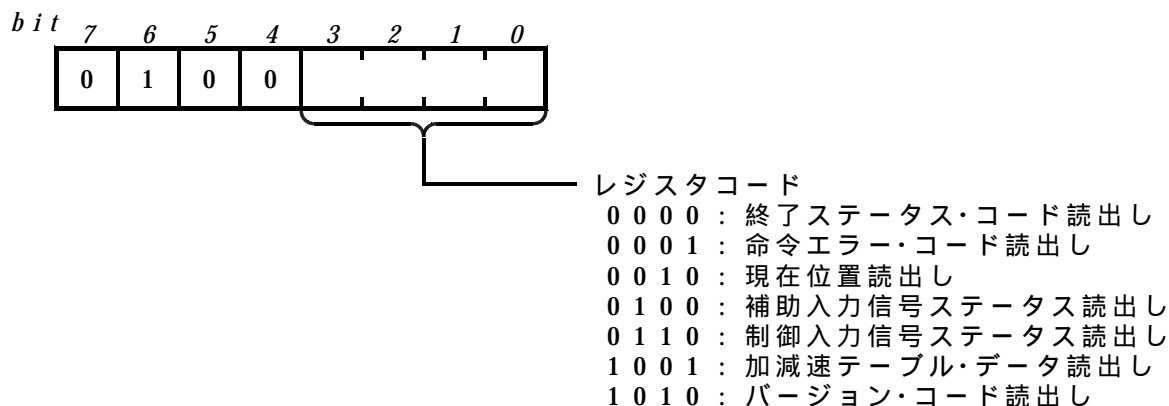 bit 7 6 5 4 3 2 1 0
0 1 0 0
レジスタコード
0000:終了ステータス・コード読出し
0001:命令エラー・コード読出し
0010:現在位置読出し
0100:補助入力信号ステータス読出し
0110:制御入力信号ステータス読出し
1001:加減速テーブル・データ読出し
1010:バージョン・コード読出し